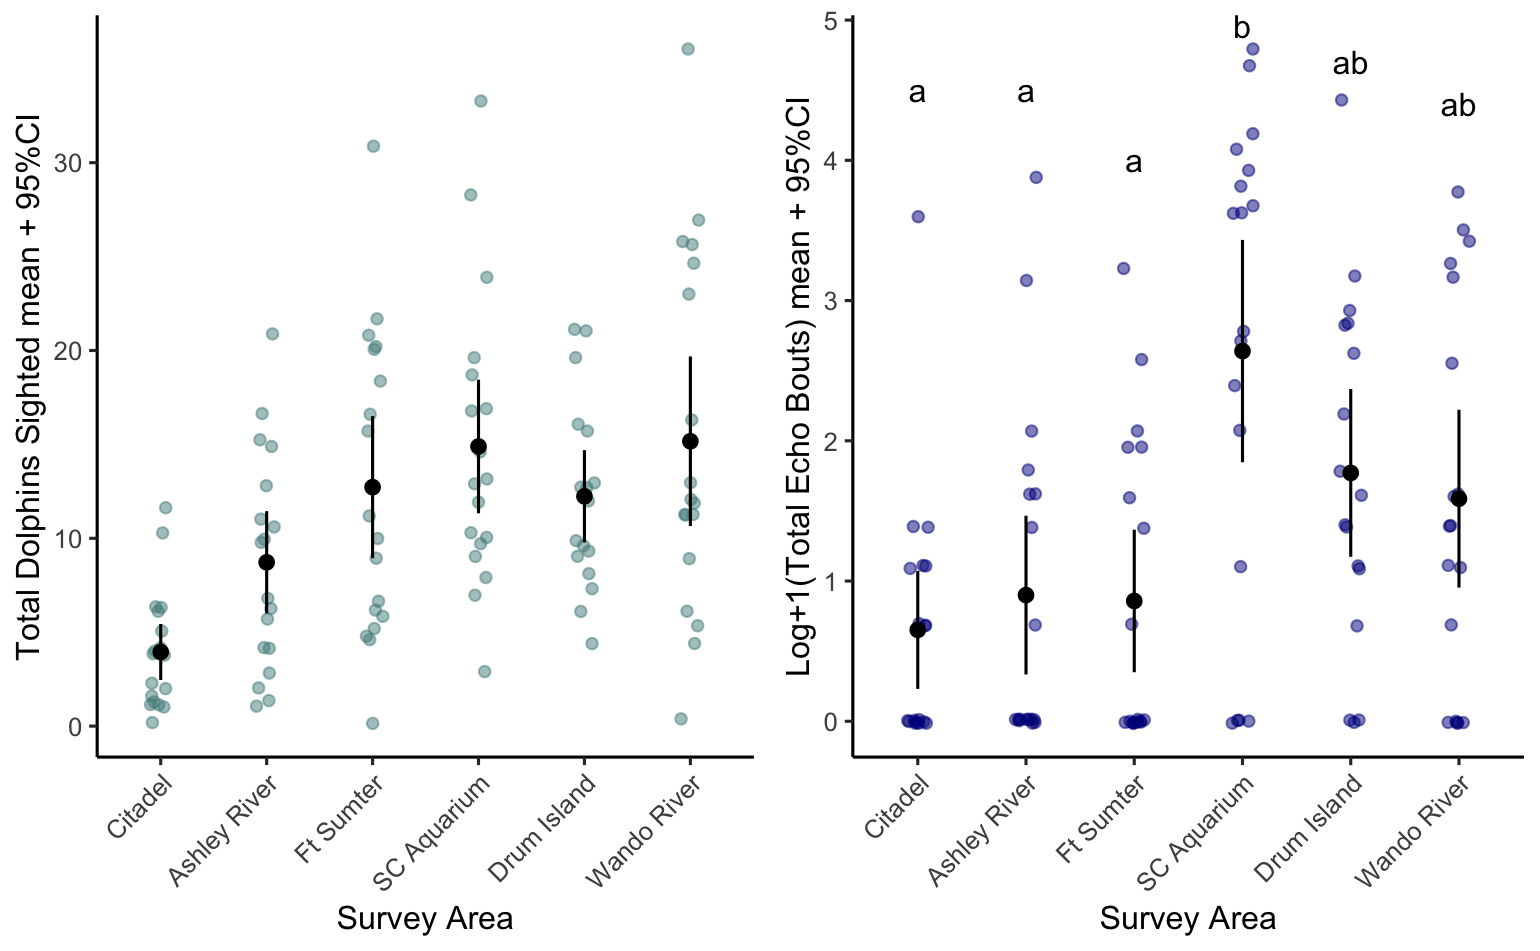 Total Dolphins Sighted mean + 95%CI
30
20
10
0
Citadel
Ashley River
Ft Sumter
SC Aquarium
Drum Island
Wando River
Survey Area
Log+1(Total Echo Bouts) mean + 95%CI
5
4
3
2
1
0
a
a
a
b
ab
ab
Citadel
Ashley River
Ft Sumter
SC Aquarium
Drum Island
Wando River
Survey Area